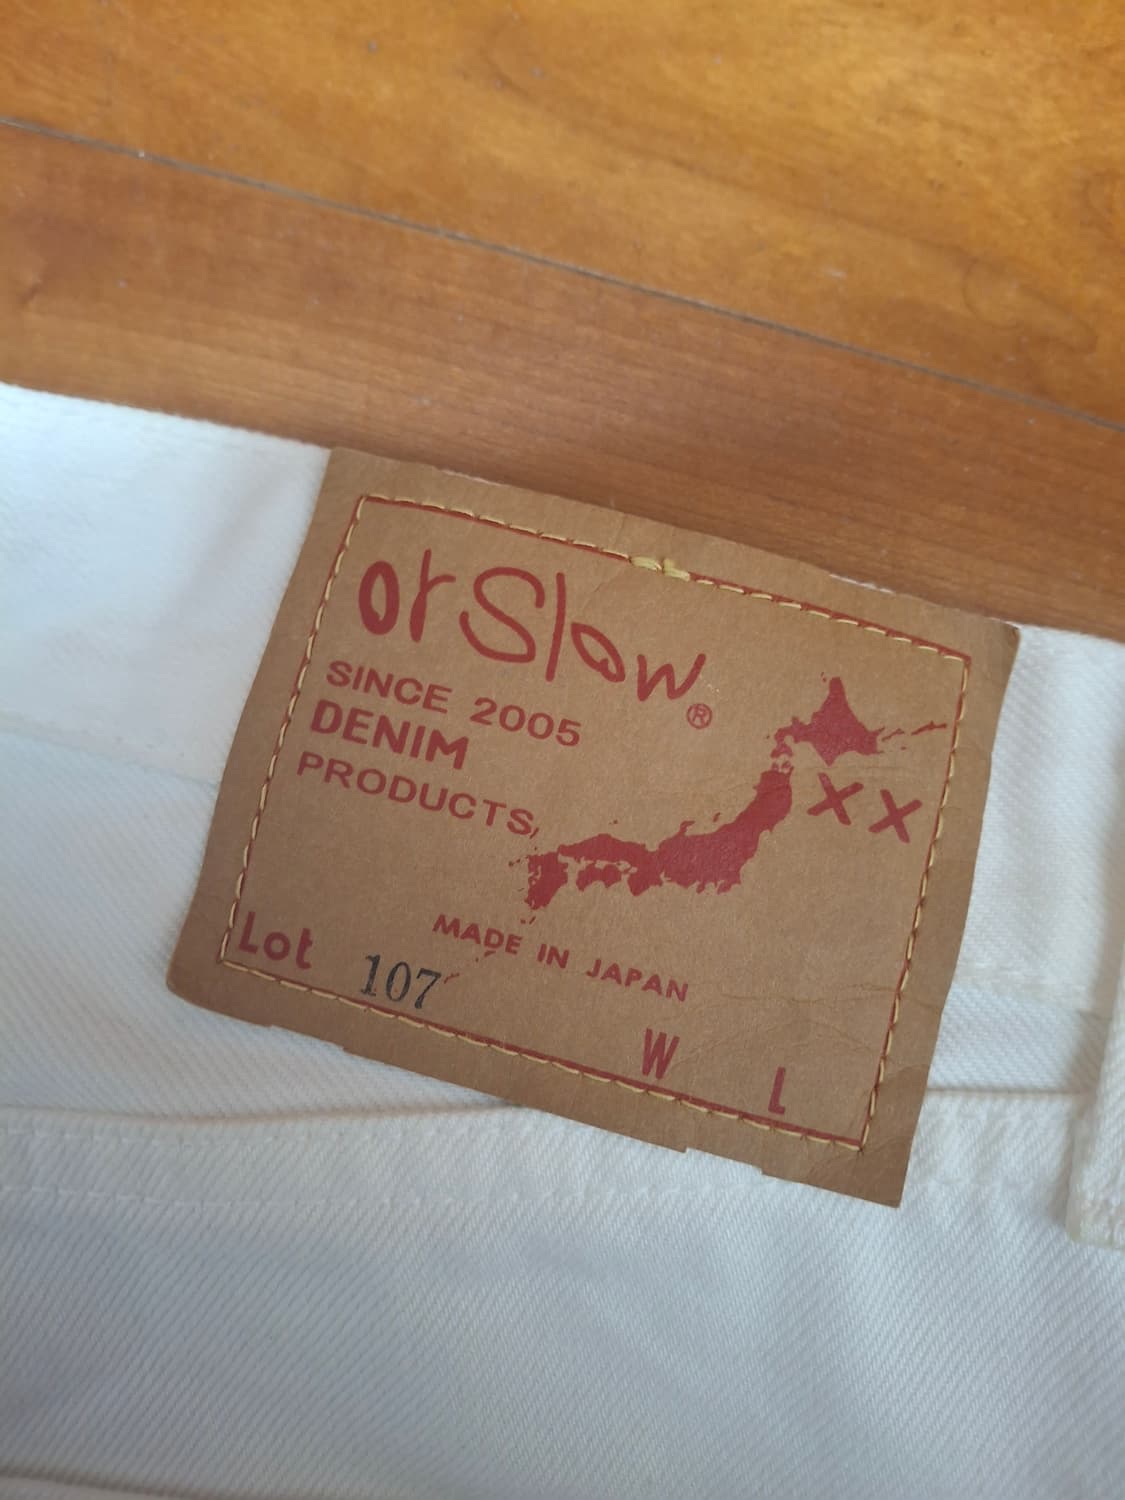 orSlow®
SINCE 2005
DENIM
PRODUCTS,
XX
MADE IN JAPAN
Lot 107
W L